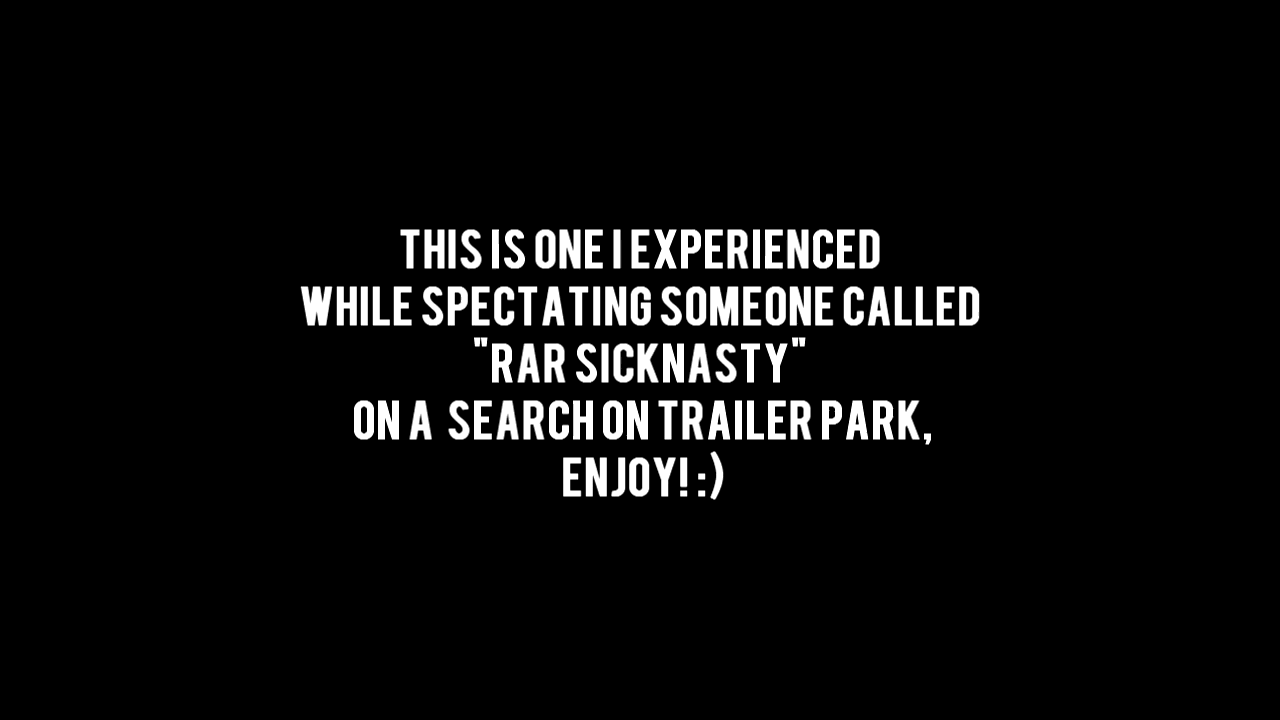 THIS IS ONE I EXPERIENCED
WHILE SPECTATING SOMEONE CALLED
"RAR SICKNASTY"
ON A SEARCH ON TRAILER PARK,
ENJOY! :)